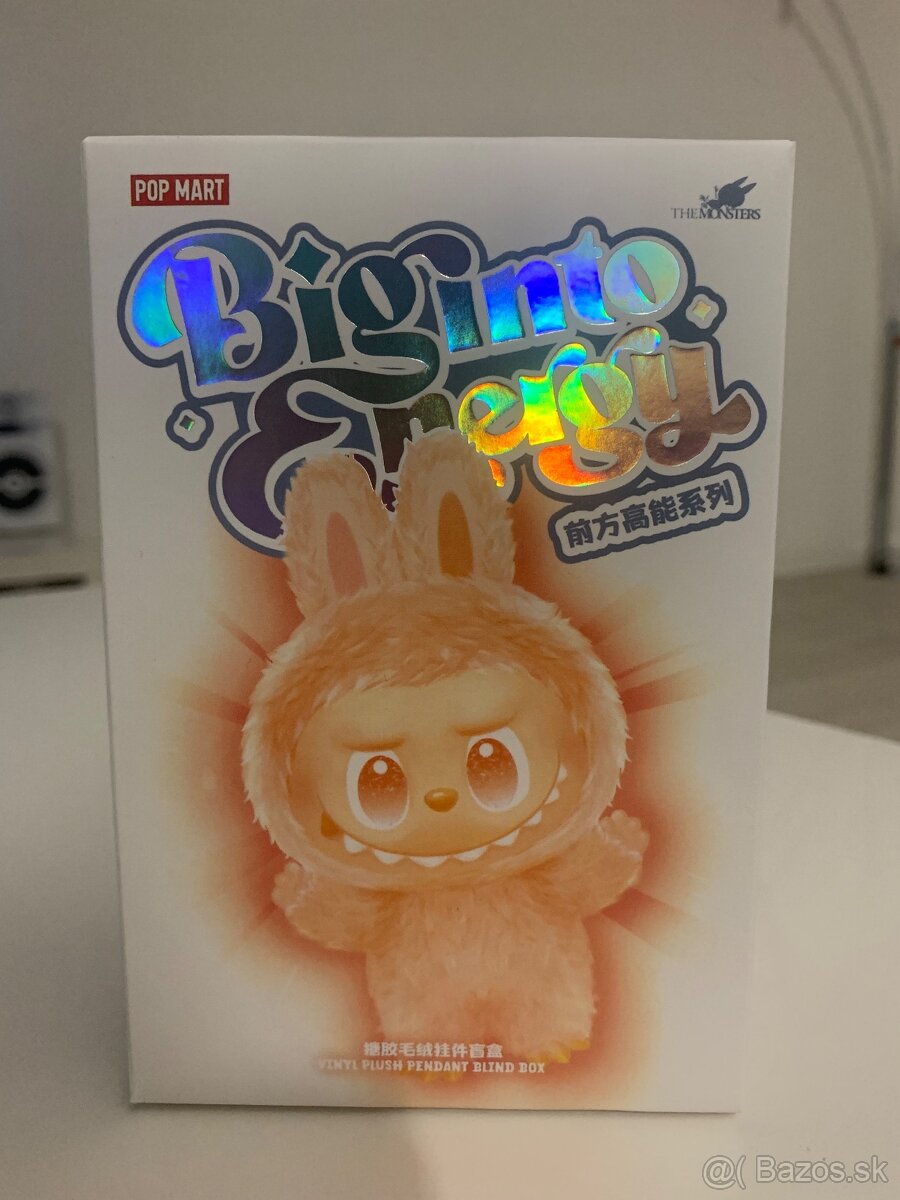 POP MART
THE MONSTERS
Big into
Energy
前方高能系列
搪胶毛绒挂件盲盒
VINYL PLUSH PENDANT BLIND BOX
@( Bazos.sk